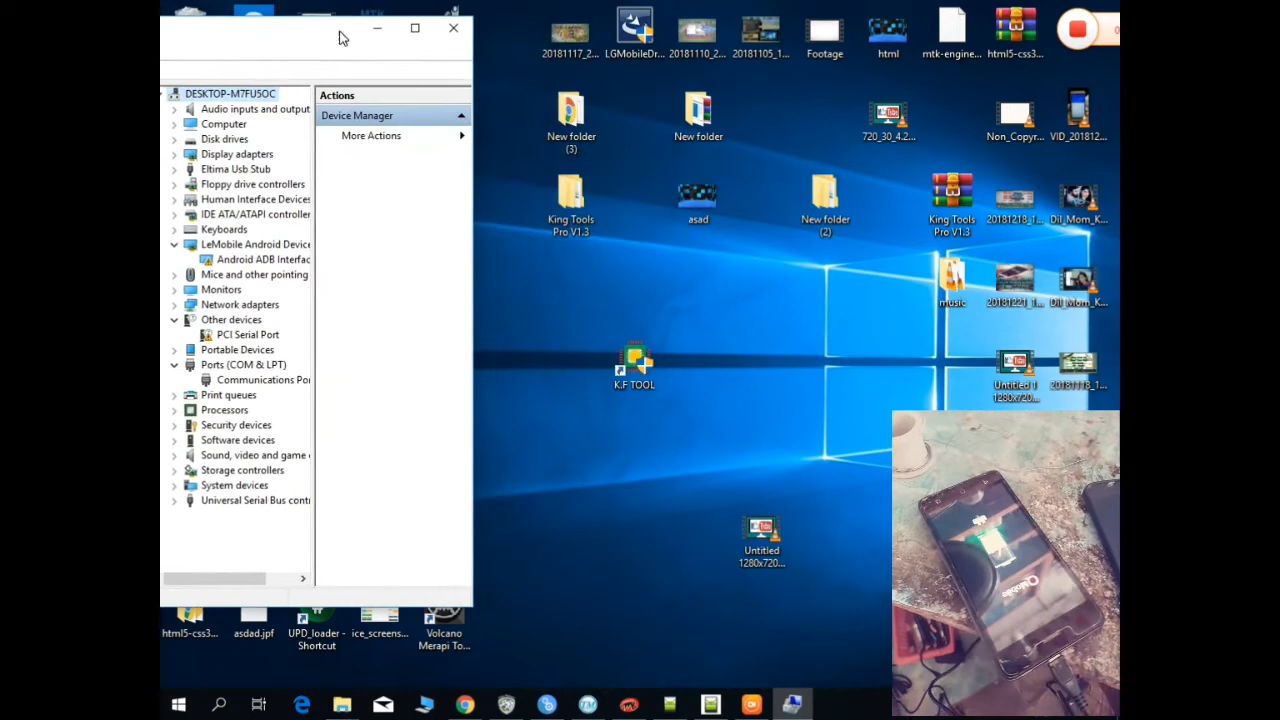 DESKTOP-M7FU5OC
Audio inputs and output
Computer
Disk drives
Display adapters
Eltima Usb Stub
Floppy drive controllers
Human Interface Devices
IDE ATA/ATAPI controller
Keyboards
LeMobile Android Device
Android ADB Interfac
Mice and other pointing
Monitors
Network adapters
Other devices
PCI Serial Port
Portable Devices
Ports (COM & LPT)
Communications Po
Print queues
Processors
Security devices
Software devices
Sound, video and game
Storage controllers
System devices
Universal Serial Bus cont
Actions
Device Manager
More Actions
20181117_2...
LGMobileDr...
20181110_2...
20181105_1...
Footage
html
mtk-engine...
html5-css3...
New folder
(3)
New folder
720_30_4.2...
Non_Copyr...
VID_201812...
King Tools
Pro V1.3
asad
New folder
(2)
King Tools
Pro V1.3
20181218_1...
Dil_Mom_K...
music
20181221_1...
Dil_Mom_K...
K.F TOOL
Untitled 1
1280x720...
20181118_1...
Untitled
1280x720...
html5-css3...
asdad.jpf
UPD_loader -
Shortcut
ice_screens...
Volcano
Merapi To...
QMobile